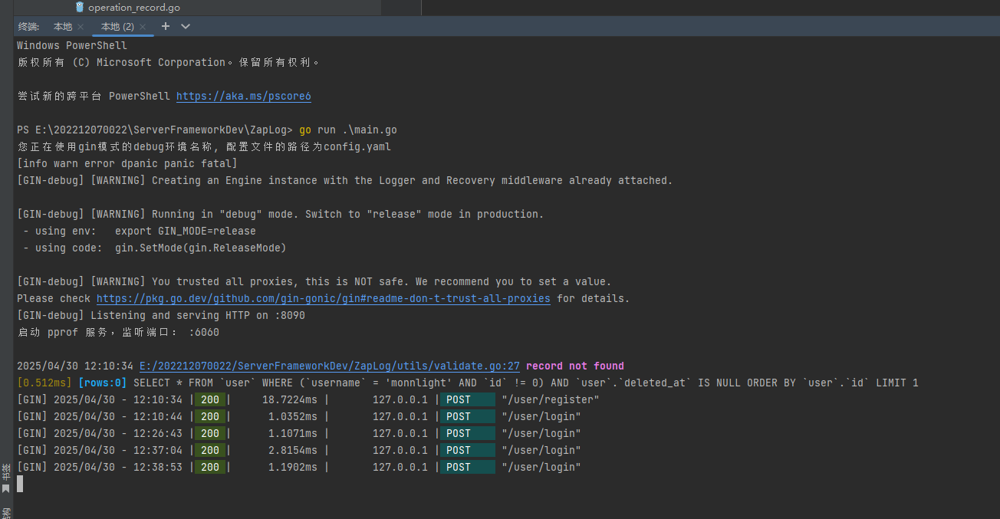 operation_record.go
终端: 本地 × 本地 (2) × +
Windows PowerShell
版权所有 (C) Microsoft Corporation。保留所有权利。
尝试新的跨平台 PowerShell https://aka.ms/pscore6
PS E:\202212070022\ServerFrameworkDev\ZapLog> go run .\main.go
您正在使用gin模式的debug环境名称, 配置文件的路径为config.yaml
[info warn error dpanic panic fatal]
[GIN-debug] [WARNING] Creating an Engine instance with the Logger and Recovery middleware already attached.
[GIN-debug] [WARNING] Running in "debug" mode. Switch to "release" mode in production.
- using env: export GIN_MODE=release
- using code: gin.SetMode(gin.ReleaseMode)
[GIN-debug] [WARNING] You trusted all proxies, this is NOT safe. We recommend you to set a value.
Please check https://pkg.go.dev/github.com/gin-gonic/gin#readme-don-t-trust-all-proxies for details.
[GIN-debug] Listening and serving HTTP on :8090
启动 pprof 服务，监听端口： :6060
2025/04/30 12:10:34 E:/202212070022/ServerFrameworkDev/ZapLog/utils/validate.go:27 record not found
[0.512ms] [rows:0] SELECT * FROM `user` WHERE (`username` = 'monnlight' AND `id` != 0) AND `user`.`deleted_at` IS NULL ORDER BY `user`.`id` LIMIT 1
[GIN] 2025/04/30 - 12:10:34 | 200 | 18.7224ms | 127.0.0.1 | POST "/user/register"
[GIN] 2025/04/30 - 12:10:44 | 200 | 1.0352ms | 127.0.0.1 | POST "/user/login"
[GIN] 2025/04/30 - 12:26:43 | 200 | 1.1071ms | 127.0.0.1 | POST "/user/login"
[GIN] 2025/04/30 - 12:37:04 | 200 | 2.8154ms | 127.0.0.1 | POST "/user/login"
[GIN] 2025/04/30 - 12:38:53 | 200 | 1.1902ms | 127.0.0.1 | POST "/user/login"
书签